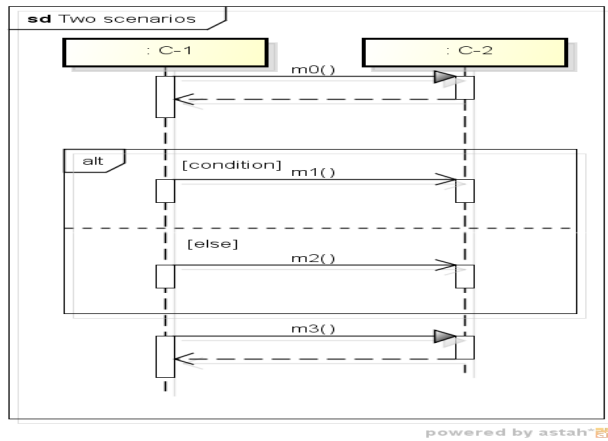 sd Two scenarios
: C-1
: C-2
m0()
alt
[condition]
m1()
[else]
m2()
m3()
powered by astah*